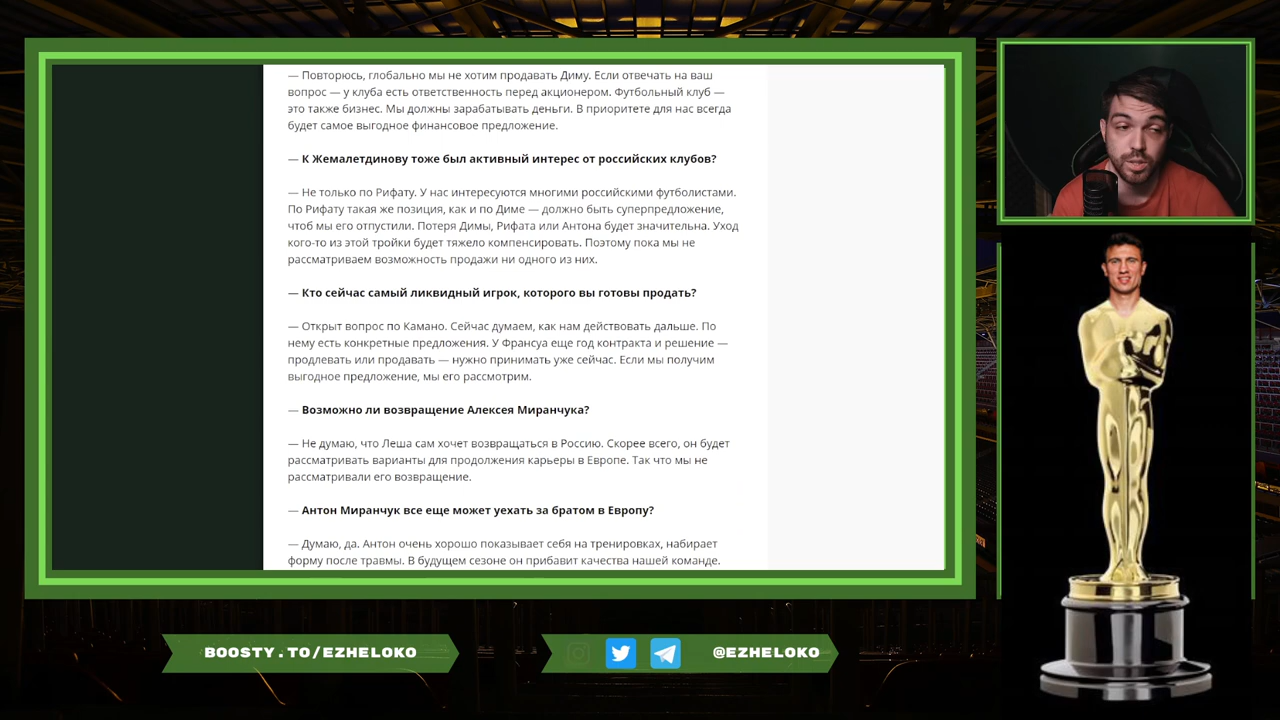 — Повторюсь, глобально мы не хотим продавать Диму. Если отвечать на ваш
вопрос — у клуба есть ответственность перед акционером. Футбольный клуб —
это также бизнес. Мы должны зарабатывать деньги. В приоритете для нас всегда
будет самое выгодное финансовое предложение.
— К Жемалетдинову тоже был активный интерес от российских клубов?
— Не только по Рифату. У нас интересуются многими российскими футболистами.
По Рифату такая же позиция, как и по Диме — должно быть суперпредложение,
чтоб мы его отпустили. Потеря Димы, Рифата или Антона будет значительна. Уход
кого-то из этой тройки будет тяжело компенсировать. Поэтому пока мы не
рассматриваем возможность продажи ни одного из них.
— Кто сейчас самый ликвидный игрок, которого вы готовы продать?
— Открыт вопрос по Камано. Сейчас думаем, как нам действовать дальше. По
нему есть конкретные предложения. У Франсуа еще год контракта и решение —
продлевать или продавать — нужно принимать уже сейчас. Если мы получим
выгодное предложение, мы его рассмотрим.
— Возможно ли возвращение Алексея Миранчука?
— Не думаю, что Леша сам хочет возвращаться в Россию. Скорее всего, он будет
рассматривать варианты для продолжения карьеры в Европе. Так что мы не
рассматривали его возвращение.
— Антон Миранчук все еще может уехать за братом в Европу?
— Думаю, да. Антон очень хорошо показывает себя на тренировках, набирает
форму после травмы. В будущем сезоне он прибавит качества нашей команде.
BOOSTY.TO/EZHELOKO
@EZHELOKO